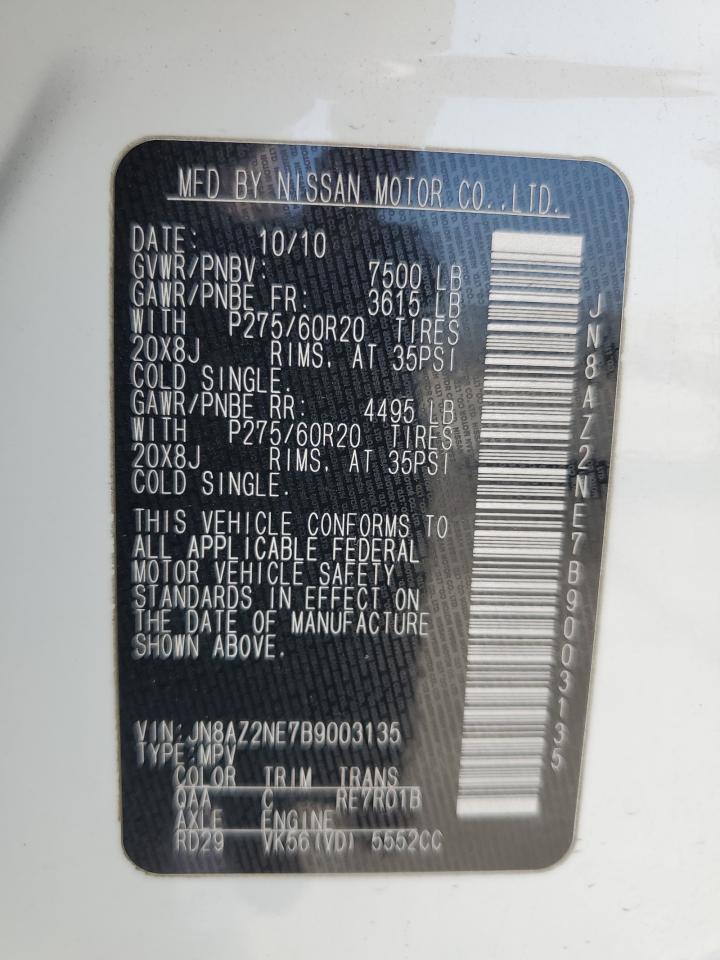 MFD BY NISSAN MOTOR CO.,LTD.
DATE: 10/10
GVWR/PNBV: 7500 LB
GAWR/PNBE FR: 3615 LB
WITH P275/60R20 TIRES
20X8J RIMS, AT 35PSI
COLD SINGLE.
GAWR/PNBE RR: 4495 LB
WITH P275/60R20 TIRES
20X8J RIMS, AT 35PSI
COLD SINGLE.
THIS VEHICLE CONFORMS TO
ALL APPLICABLE FEDERAL
MOTOR VEHICLE SAFETY
STANDARDS IN EFFECT ON
THE DATE OF MANUFACTURE
SHOWN ABOVE.
VIN:JN8AZ2NE7B9003135
TYPE:MPV
COLOR TRIM TRANS
QAA C RE7R01B
AXLE ENGINE
RD29 VK56(VD) 5552CC
JN8AZ2NE7B9003135